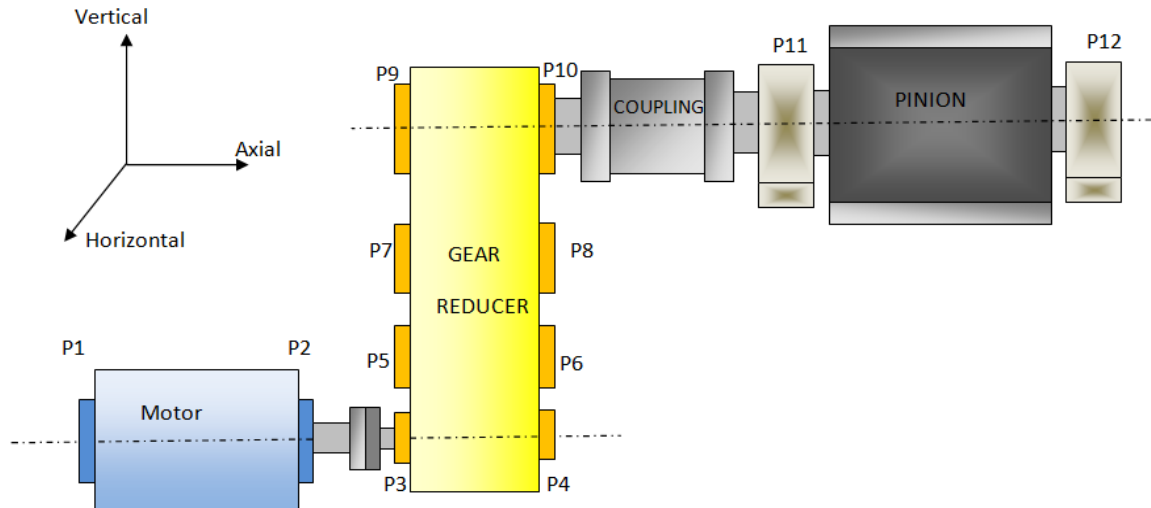 Vertical
P11
P12
P9
P10
COUPLING
PINION
Axial
Horizontal
P7
GEAR
P8
REDUCER
P1
P2
P5
P6
Motor
P3
P4